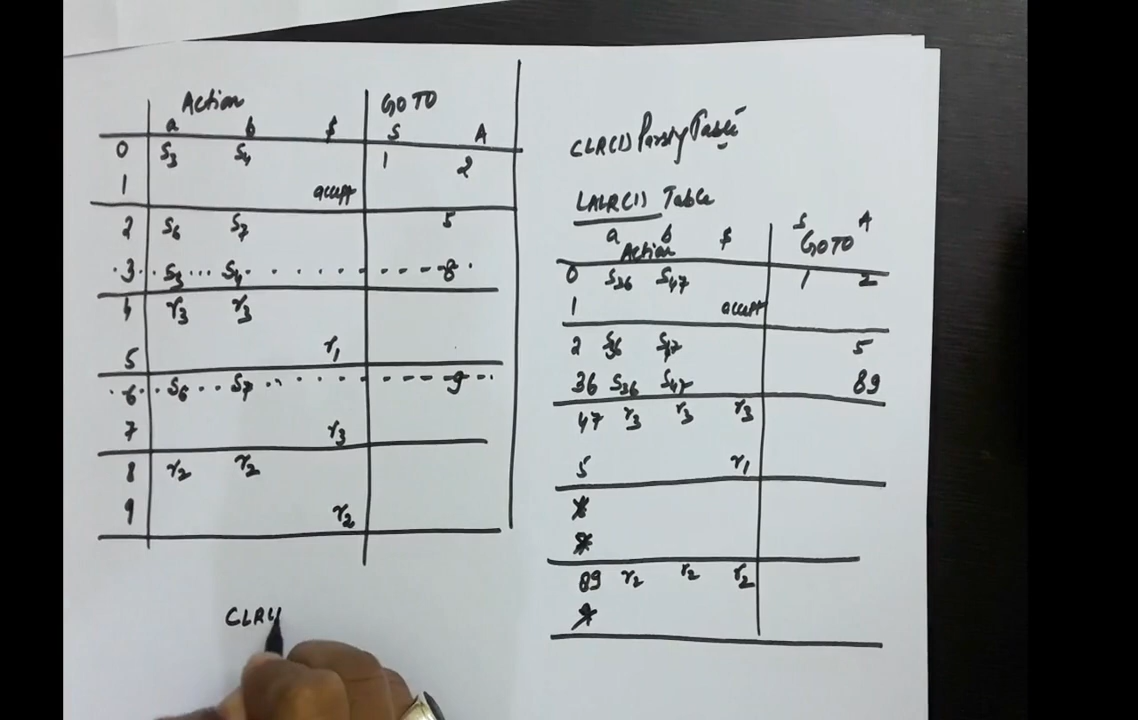 Action GOTO
a b $ S A
0 S3 S4 1 2
1 accept
2 S6 S7 5
3 S3 S4 8
4 r3 r3
5 r1
6 S6 S7 9
7 r3
8 r2 r2
9 r2
CLR(
CLR(1) Parsing Table
LALR(1) Table
a b $ S A
Action GOTO
0 S36 S47 1 2
1 accept
2 S36 S47 5
36 S36 S47 89
47 r3 r3 r3
5 r1
89 r2 r2 r2